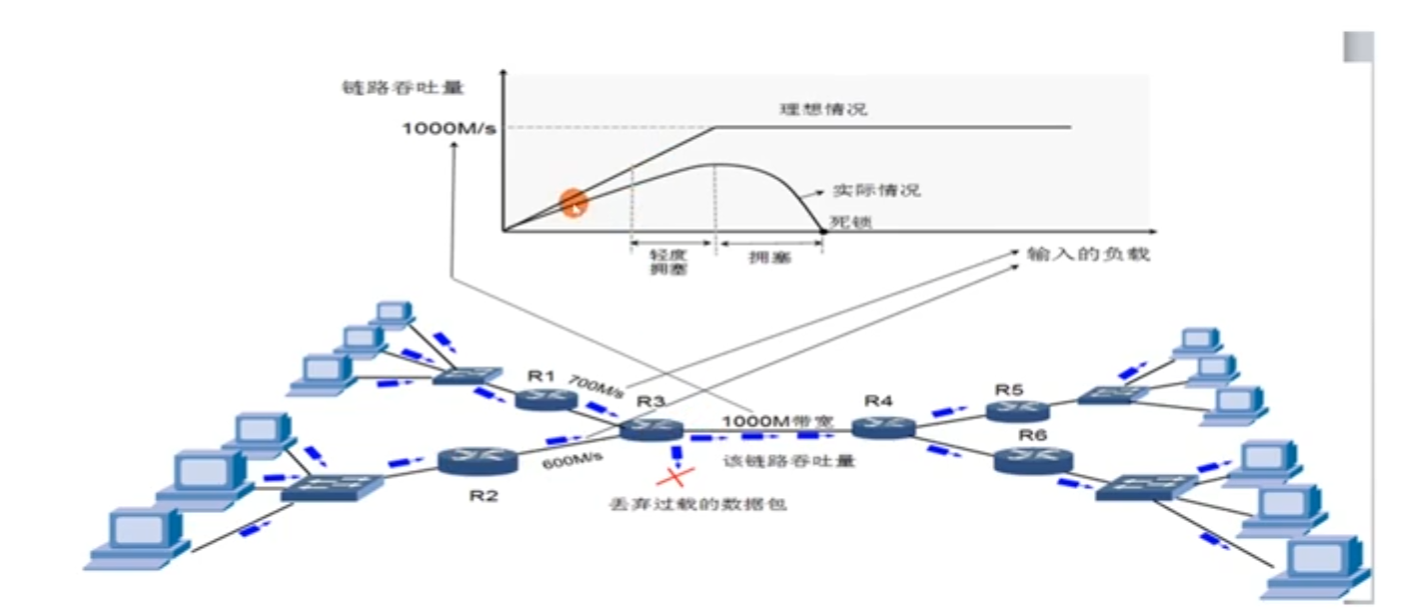 链路吞吐量
理想情况
1000M/s
实际情况
死锁
轻度
拥塞
拥塞
输入的负载
R1
700M/s
R3
1000M带宽
R4
R5
R6
600M/s
该链路吞吐量
R2
丢弃过载的数据包